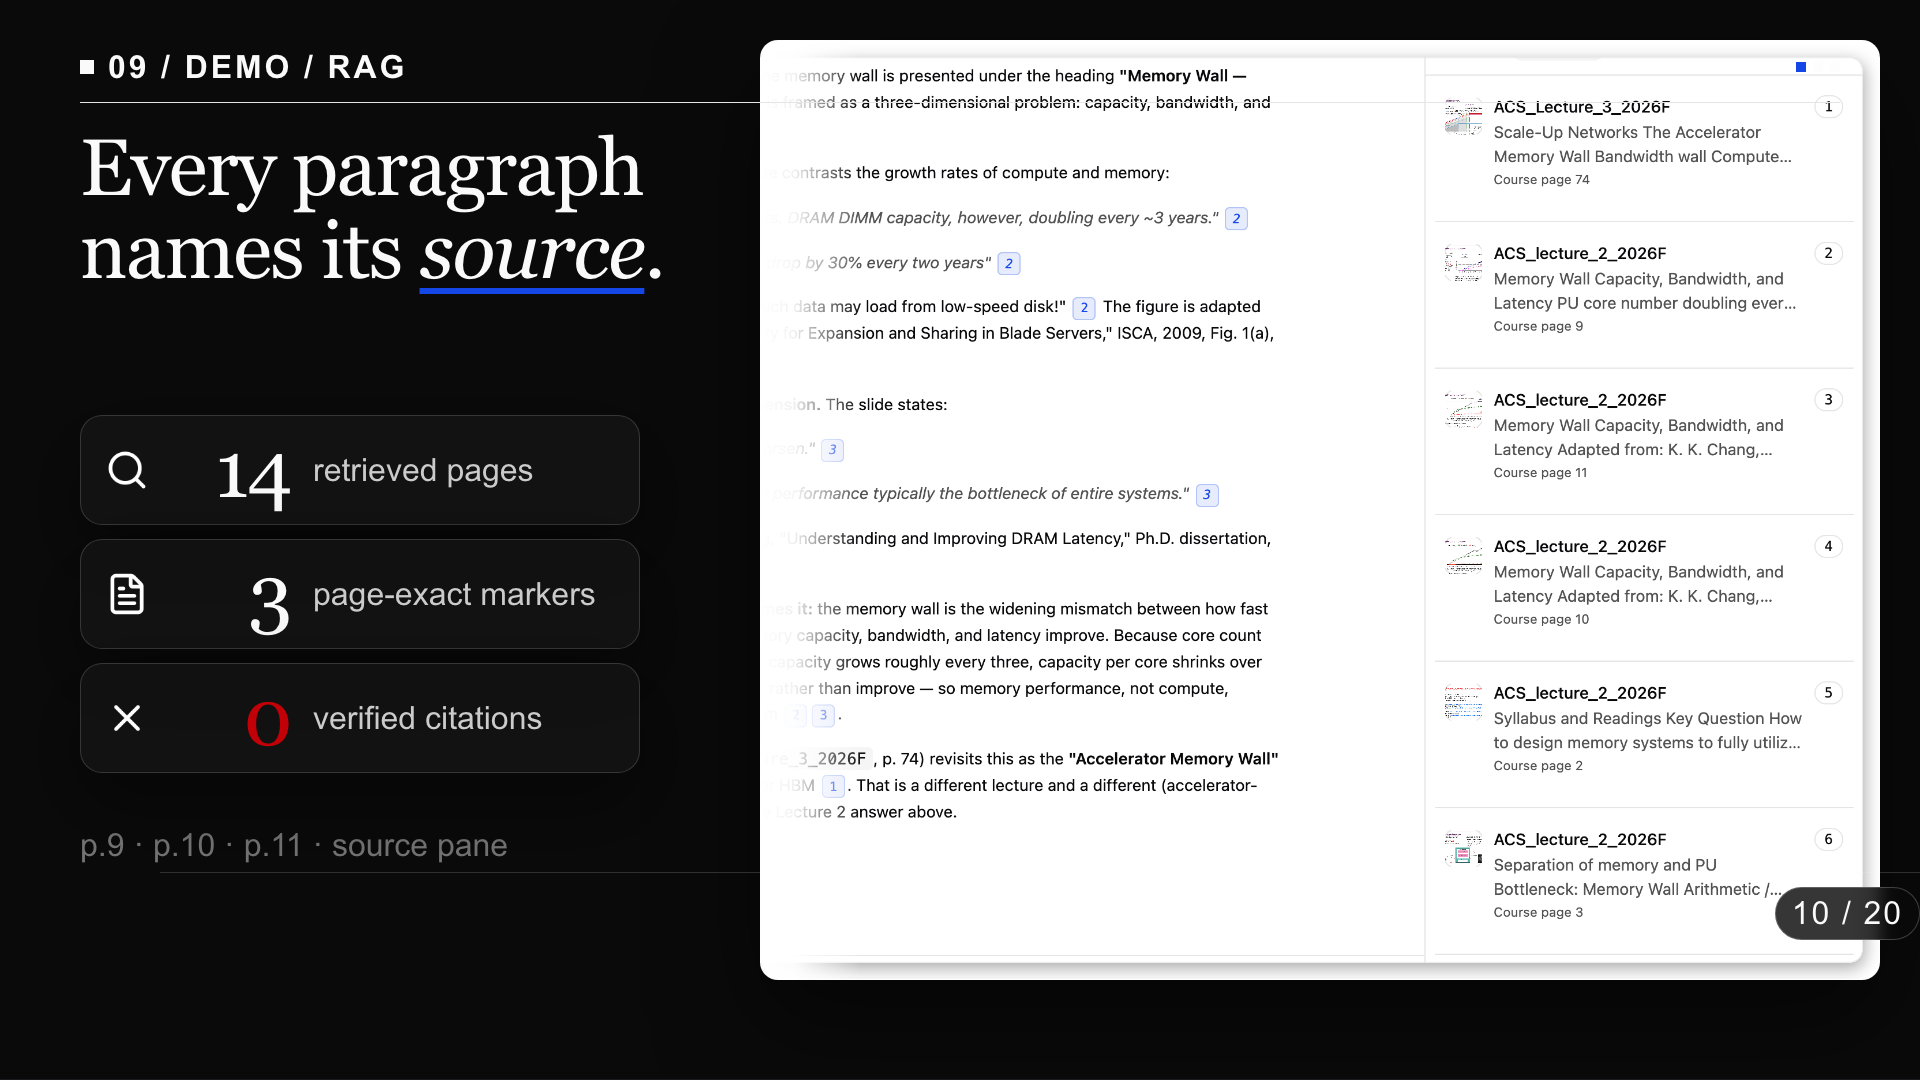 09 / DEMO / RAG
Every paragraph
names its source.
14 retrieved pages
3 page-exact markers
0 verified citations
p.9 · p.10 · p.11 · source pane
memory wall is presented under the heading "Memory Wall —
framed as a three-dimensional problem: capacity, bandwidth, and
contrasts the growth rates of compute and memory:
DRAM DIMM capacity, however, doubling every ~3 years." 2
drop by 30% every two years" 2
data may load from low-speed disk!" 2 The figure is adapted
for Expansion and Sharing in Blade Servers," ISCA, 2009, Fig. 1(a),
The slide states:
3
performance typically the bottleneck of entire systems." 3
"Understanding and Improving DRAM Latency," Ph.D. dissertation,
it: the memory wall is the widening mismatch between how fast
capacity, bandwidth, and latency improve. Because core count
capacity grows roughly every three, capacity per core shrinks over
rather than improve — so memory performance, not compute,
2 3 .
_3_2026F , p. 74) revisits this as the "Accelerator Memory Wall"
HBM 1 . That is a different lecture and a different (accelerator-
Lecture 2 answer above.
ACS_Lecture_3_2026F 1
Scale-Up Networks The Accelerator
Memory Wall Bandwidth wall Compute...
Course page 74
ACS_lecture_2_2026F 2
Memory Wall Capacity, Bandwidth, and
Latency PU core number doubling ever...
Course page 9
ACS_lecture_2_2026F 3
Memory Wall Capacity, Bandwidth, and
Latency Adapted from: K. K. Chang,...
Course page 11
ACS_lecture_2_2026F 4
Memory Wall Capacity, Bandwidth, and
Latency Adapted from: K. K. Chang,...
Course page 10
ACS_lecture_2_2026F 5
Syllabus and Readings Key Question How
to design memory systems to fully utiliz...
Course page 2
ACS_lecture_2_2026F 6
Separation of memory and PU
Bottleneck: Memory Wall Arithmetic /...
Course page 3
10 / 20